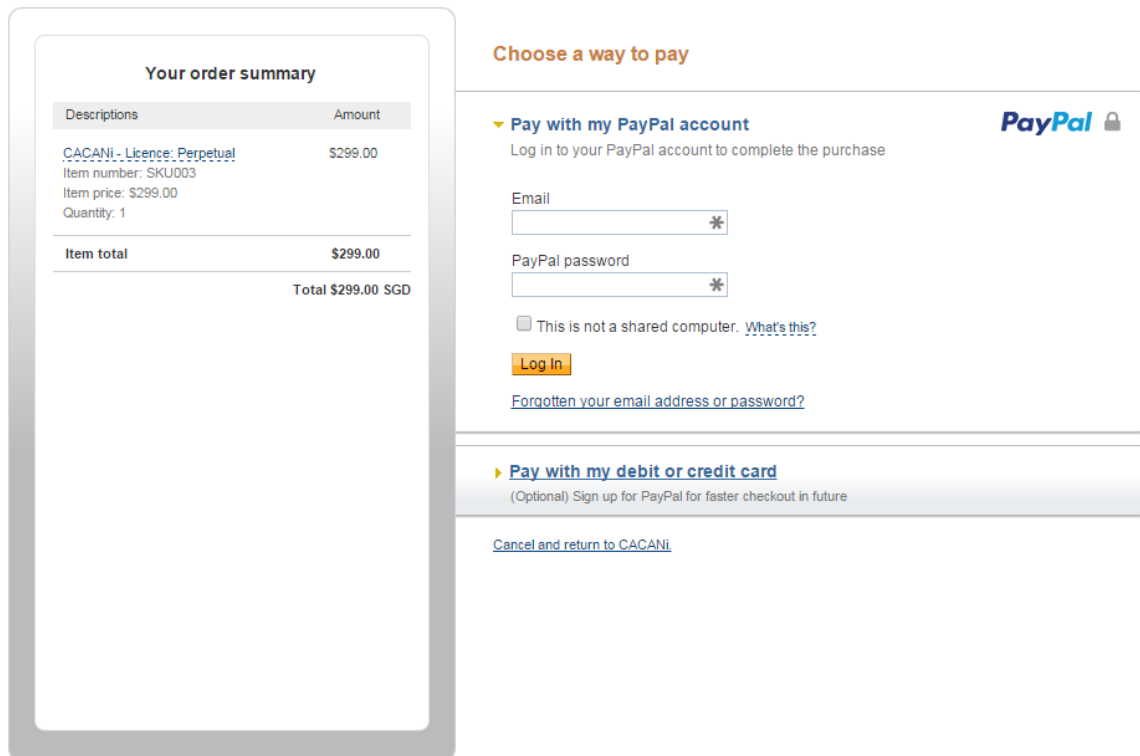 Your order summary
Descriptions Amount
CACANi - Licence: Perpetual $299.00
Item number: SKU003
Item price: $299.00
Quantity: 1
Item total $299.00
Total $299.00 SGD
Choose a way to pay
Pay with my PayPal account PayPal
Log in to your PayPal account to complete the purchase
Email
PayPal password
This is not a shared computer. What's this?
Log In
Forgotten your email address or password?
Pay with my debit or credit card
(Optional) Sign up for PayPal for faster checkout in future
Cancel and return to CACANi.